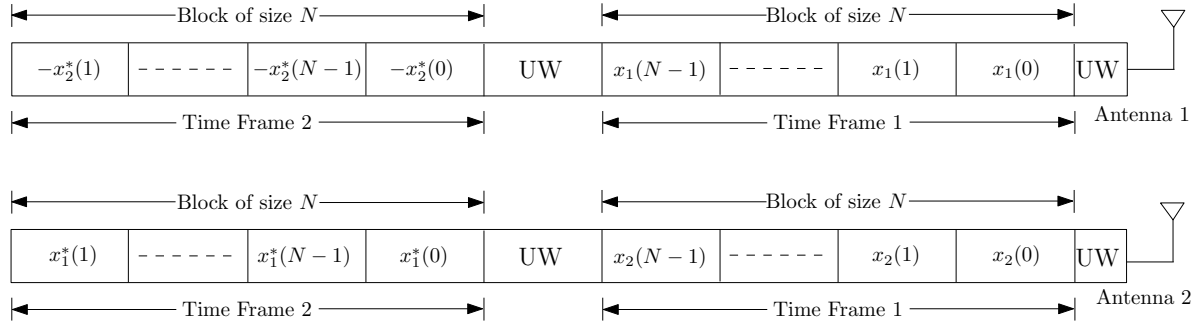 Block of size N Block of size N
−x₂*(1) −x₂*(N−1) −x₂*(0) UW x₁(N−1) x₁(1) x₁(0) UW
Time Frame 2 Time Frame 1 Antenna 1
Block of size N Block of size N
x₁*(1) x₁*(N−1) x₁*(0) UW x₂(N−1) x₂(1) x₂(0) UW
Time Frame 2 Time Frame 1 Antenna 2